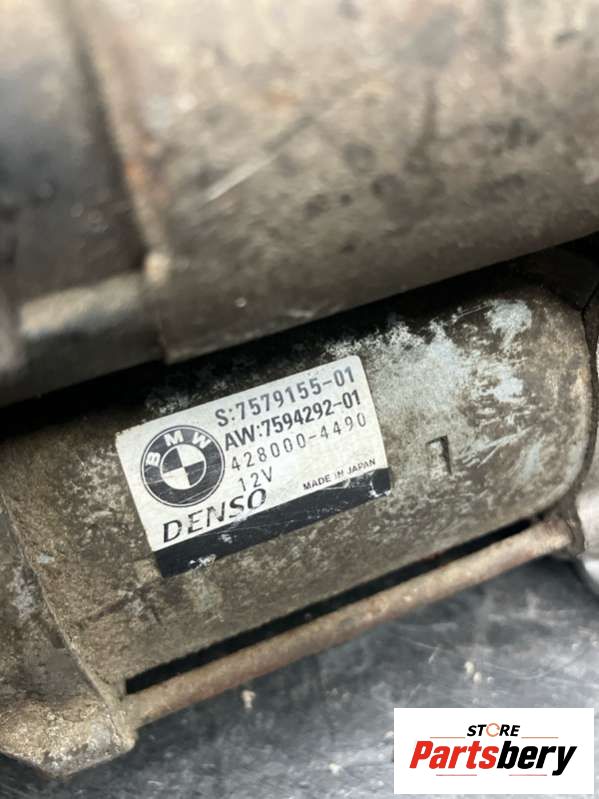 S:7579155-01
AW:7594292-01
428000-4490
12V
BMW
DENSO
MADE IN JAPAN
STORE
Partsbery